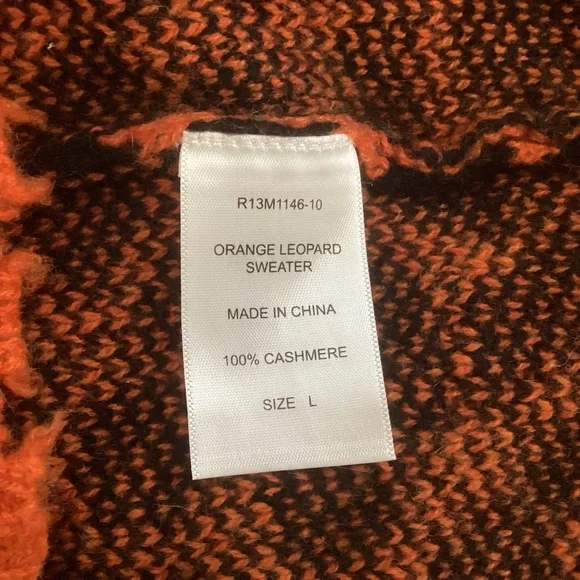 R13M1146-10
ORANGE LEOPARD
SWEATER
MADE IN CHINA
100% CASHMERE
SIZE L